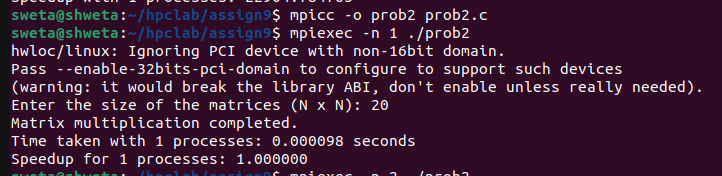 sweta@shweta:~/hpclab/assign9$ mpicc -o prob2 prob2.c
sweta@shweta:~/hpclab/assign9$ mpiexec -n 1 ./prob2
hwloc/linux: Ignoring PCI device with non-16bit domain.
Pass --enable-32bits-pci-domain to configure to support such devices
(warning: it would break the library ABI, don't enable unless really needed).
Enter the size of the matrices (N x N): 20
Matrix multiplication completed.
Time taken with 1 processes: 0.000098 seconds
Speedup for 1 processes: 1.000000
sweta@shweta:~/hpclab/assign9$ mpiexec -n 2 ./prob2